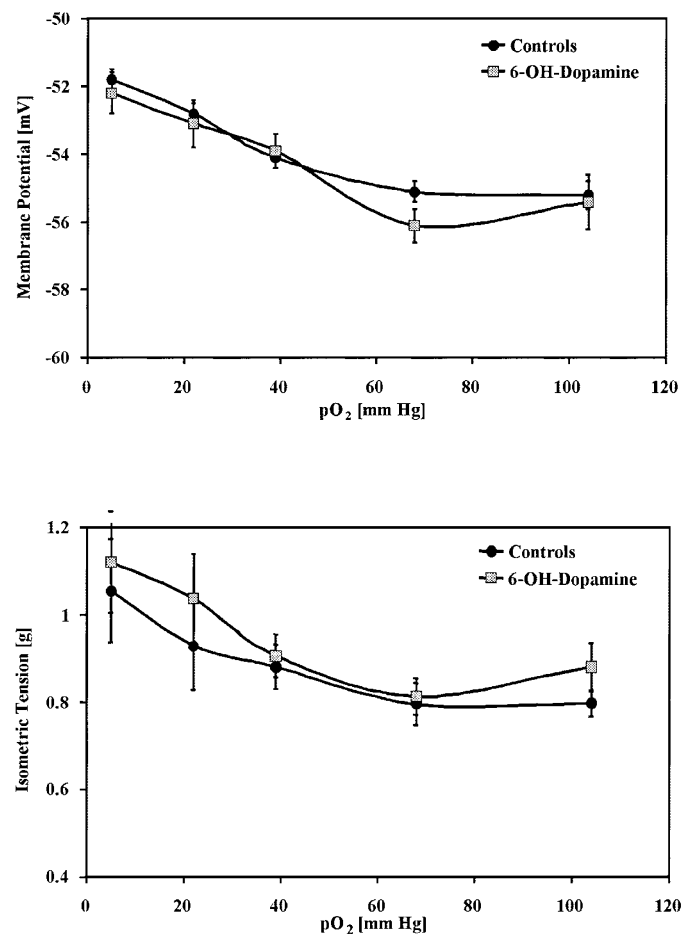 -50
-52
-54
-56
-58
-60
Membrane Potential [mV]
Controls
6-OH-Dopamine
0 20 40 60 80 100 120
pO2 [mm Hg]
1.2
1
0.8
0.6
0.4
Isometric Tension [g]
Controls
6-OH-Dopamine
0 20 40 60 80 100 120
pO2 [mm Hg]